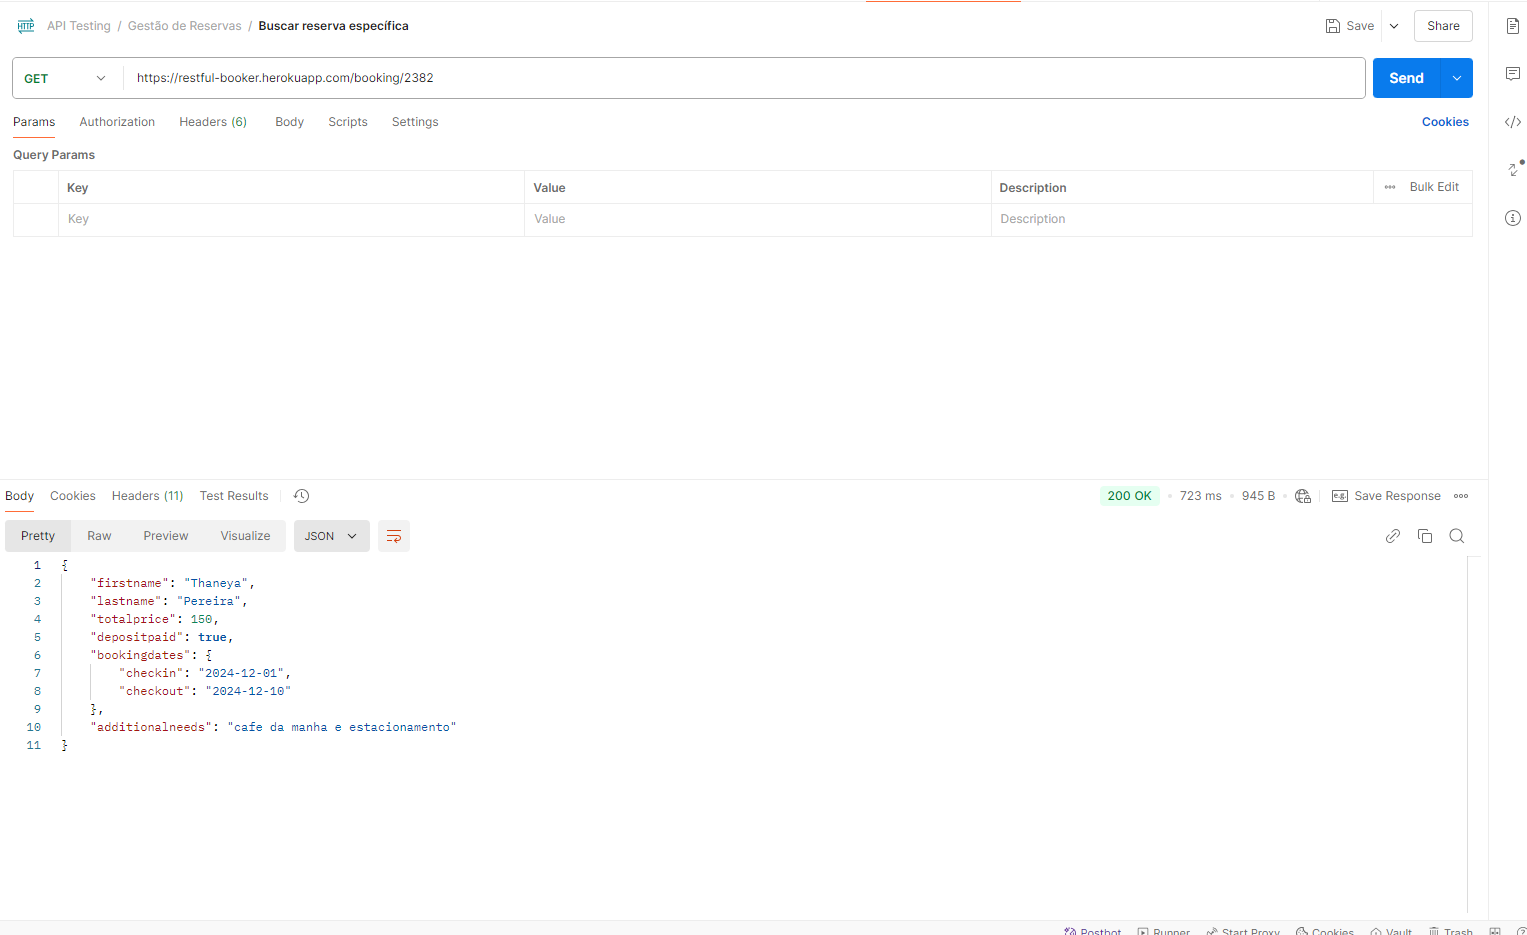 HTTP API Testing / Gestão de Reservas / Buscar reserva específica Save Share
GET https://restful-booker.herokuapp.com/booking/2382 Send
Params Authorization Headers (6) Body Scripts Settings Cookies
Query Params
Key Value Description Bulk Edit
Key Value Description
Body Cookies Headers (11) Test Results 200 OK 723 ms 945 B e.g. Save Response
Pretty Raw Preview Visualize JSON
1 {
2 "firstname": "Thaneya",
3 "lastname": "Pereira",
4 "totalprice": 150,
5 "depositpaid": true,
6 "bookingdates": {
7 "checkin": "2024-12-01",
8 "checkout": "2024-12-10"
9 },
10 "additionalneeds": "cafe da manha e estacionamento"
11 }
Postbot Runner Start Proxy Cookies Vault Trash